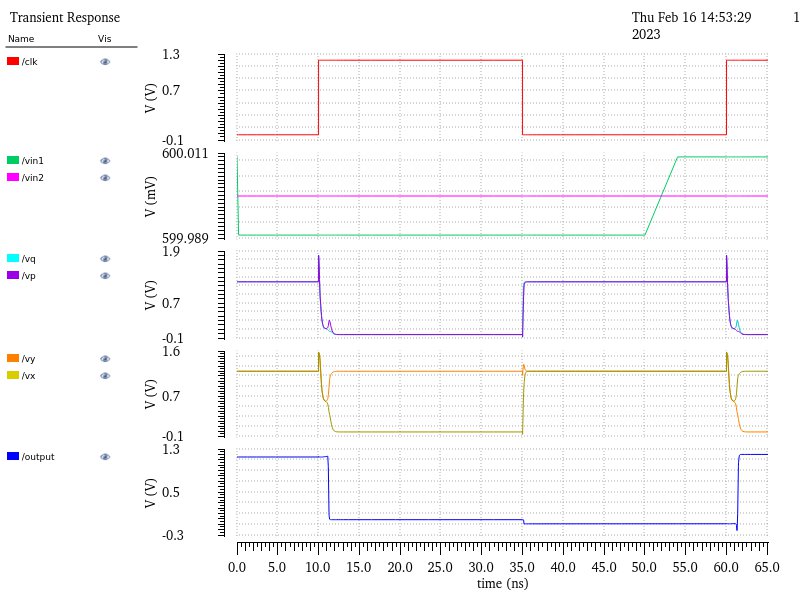 Transient Response
Thu Feb 16 14:53:29
2023
1
Name Vis
/clk
1.3
0.7
-0.1
V (V)
/vin1
/vin2
600.011
599.989
V (mV)
/vq
/vp
1.9
0.7
-0.1
V (V)
/vy
/vx
1.6
0.7
-0.1
V (V)
/output
1.3
0.5
-0.3
V (V)
0.0 5.0 10.0 15.0 20.0 25.0 30.0 35.0 40.0 45.0 50.0 55.0 60.0 65.0
time (ns)